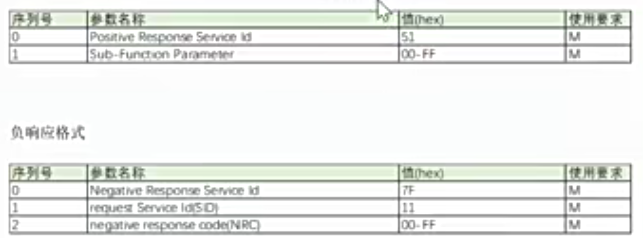 序列号 参数名称 值(hex) 使用要求
0 Positive Response Service Id 51 M
1 Sub-Function Parameter 00-FF M
负响应格式
序列号 参数名称 值(hex) 使用要求
0 Negative Response Service Id 7F M
1 request Service Id(SID) 11 M
2 negative response code(NRC) 00-FF M